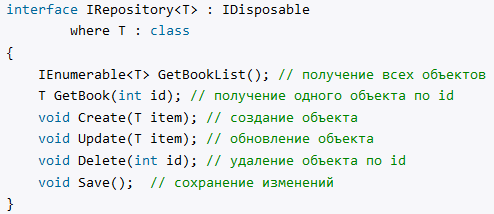 interface IRepository<T> : IDisposable
        where T : class
{
    IEnumerable<T> GetBookList(); // получение всех объектов
    T GetBook(int id); // получение одного объекта по id
    void Create(T item); // создание объекта
    void Update(T item); // обновление объекта
    void Delete(int id); // удаление объекта по id
    void Save();  // сохранение изменений
}